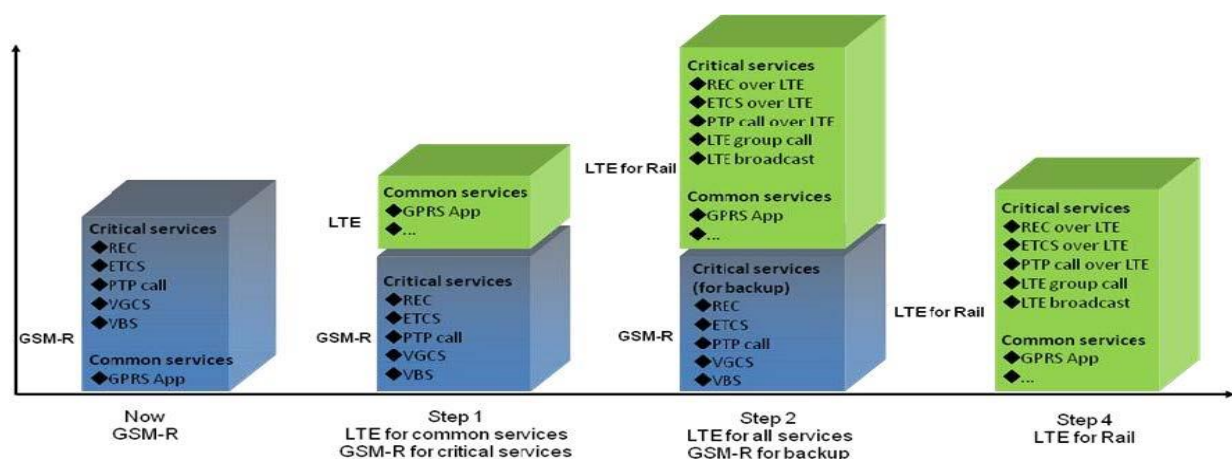 GSM-R
Critical services
◆REC
◆ETCS
◆PTP call
◆VGCS
◆VBS
Common services
◆GPRS App
Now
GSM-R
LTE
Common services
◆GPRS App
◆...
GSM-R
Critical services
◆REC
◆ETCS
◆PTP call
◆VGCS
◆VBS
Step 1
LTE for common services
GSM-R for critical services
LTE for Rail
Critical services
◆REC over LTE
◆ETCS over LTE
◆PTP call over LTE
◆LTE group call
◆LTE broadcast
Common services
◆GPRS App
◆...
GSM-R
Critical services
(for backup)
◆REC
◆ETCS
◆PTP call
◆VGCS
◆VBS
Step 2
LTE for all services
GSM-R for backup
LTE for Rail
Critical services
◆REC over LTE
◆ETCS over LTE
◆PTP call over LTE
◆LTE group call
◆LTE broadcast
Common services
◆GPRS App
◆...
Step 4
LTE for Rail